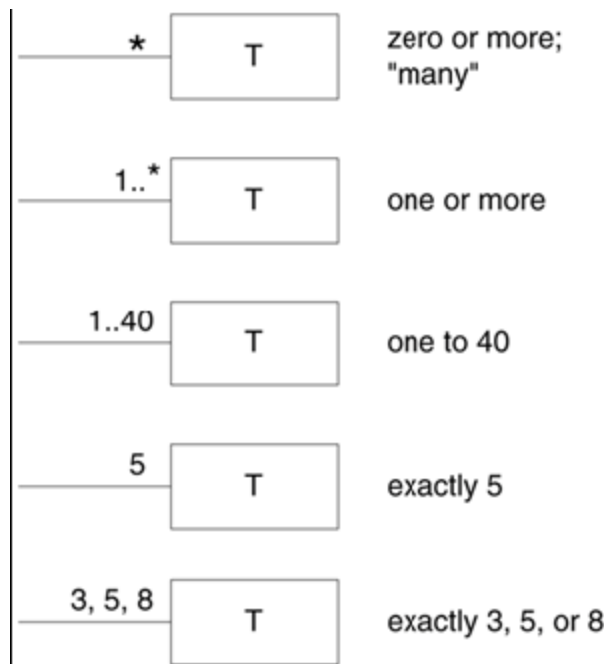 * T zero or more;
"many"
1..* T one or more
1..40 T one to 40
5 T exactly 5
3, 5, 8 T exactly 3, 5, or 8